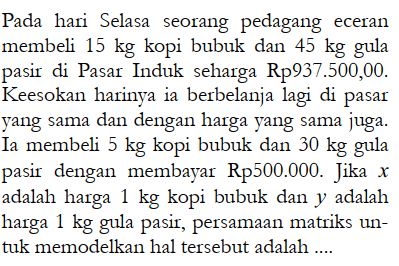 Pada hari Selasa seorang pedagang eceran
membeli 15 kg kopi bubuk dan 45 kg gula
pasir di Pasar Induk seharga Rp937.500,00.
Keesokan harinya ia berbelanja lagi di pasar
yang sama dan dengan harga yang sama juga.
Ia membeli 5 kg kopi bubuk dan 30 kg gula
pasir dengan membayar Rp500.000. Jika x
adalah harga 1 kg kopi bubuk dan y adalah
harga 1 kg gula pasir, persamaan matriks un-
tuk memodelkan hal tersebut adalah ....